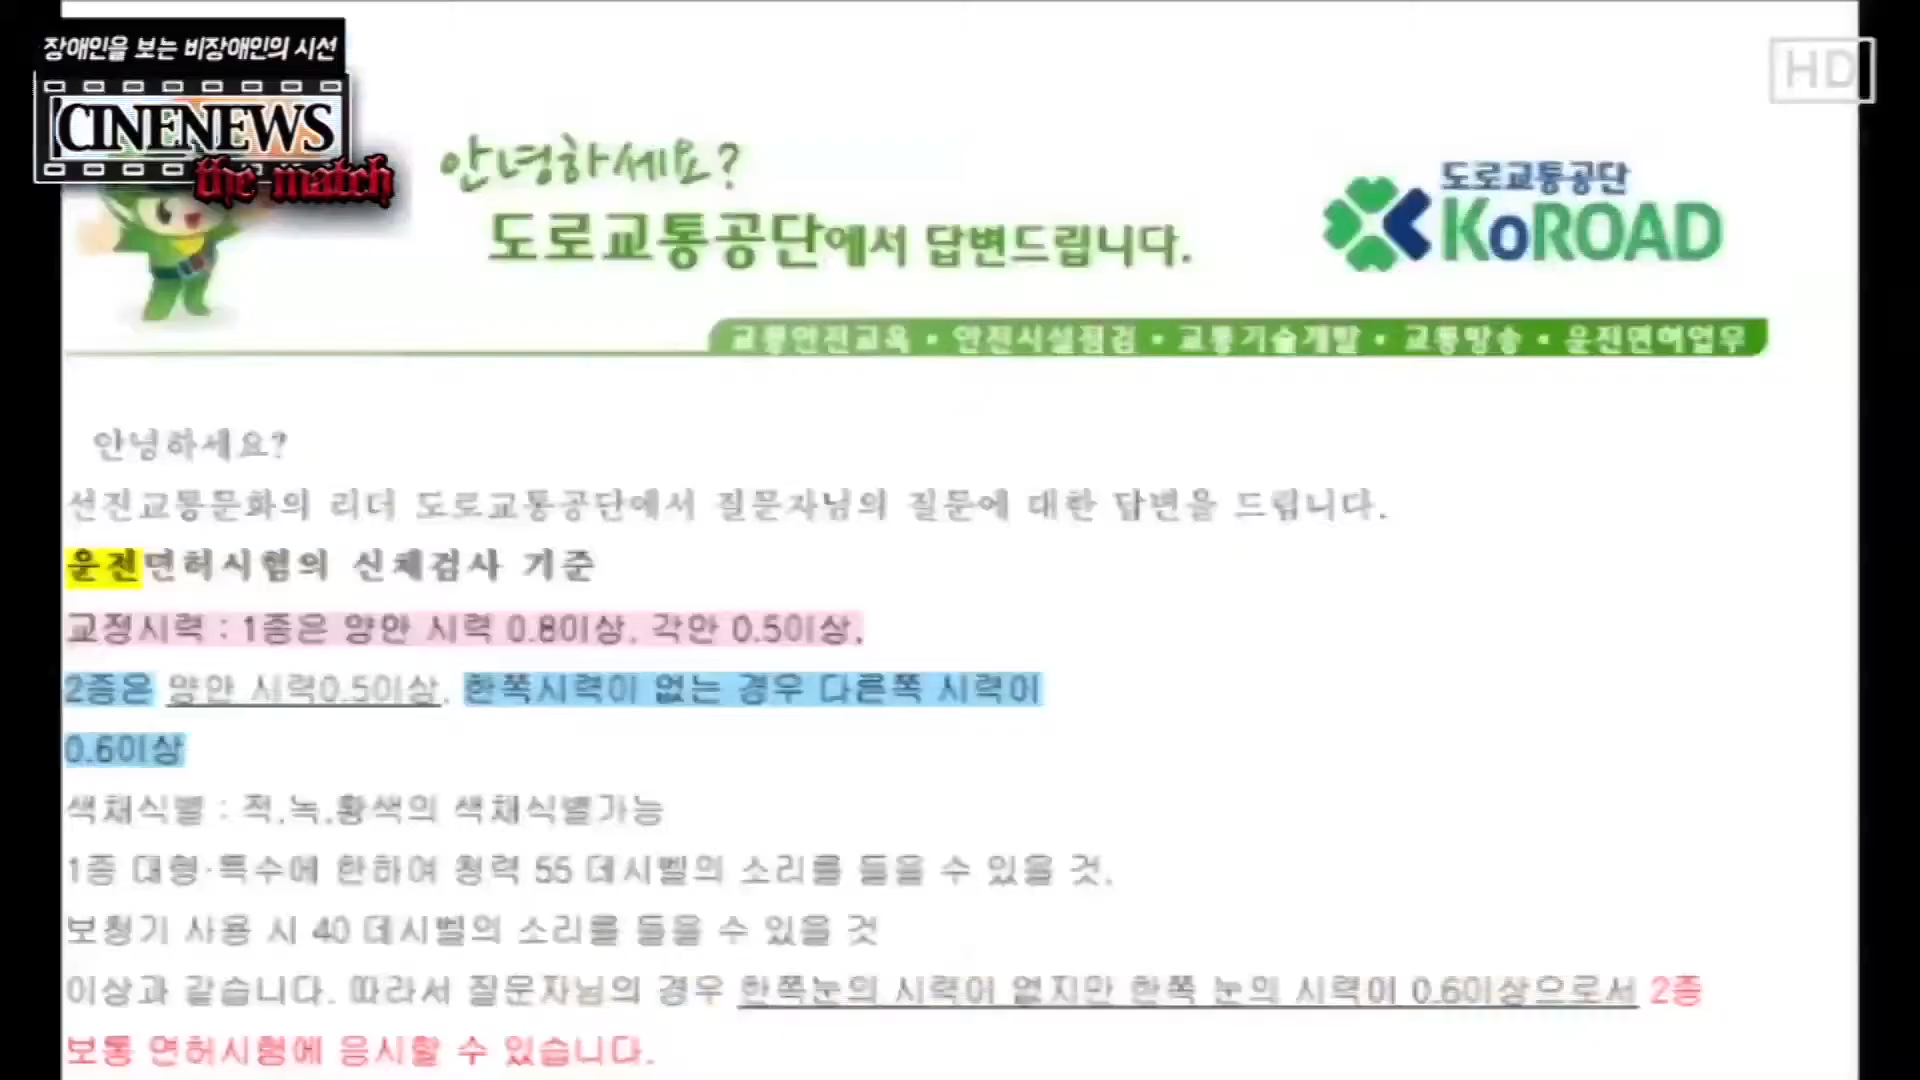 장애인을 보는 비장애인의 시선
CINENEWS
the match
HD
안녕하세요?
도로교통공단에서 답변드립니다.
도로교통공단
KoROAD
교통안전교육 · 안전시설점검 · 교통기술개발 · 교통방송 · 운전면허업무
안녕하세요?
선진교통문화의 리더 도로교통공단에서 질문자님의 질문에 대한 답변을 드립니다.
운전면허시험의 신체검사 기준
교정시력 : 1종은 양안 시력 0.8이상, 각안 0.5이상,
2종은 양안 시력0.5이상, 한쪽시력이 없는 경우 다른쪽 시력이
0.6이상
색채식별 : 적,녹,황색의 색채식별가능
1종 대형·특수에 한하여 청력 55 데시벨의 소리를 들을 수 있을 것.
보청기 사용 시 40 데시벨의 소리를 들을 수 있을 것
이상과 같습니다. 따라서 질문자님의 경우 한쪽눈의 시력이 없지만 한쪽 눈의 시력이 0.6이상으로서 2종
보통 면허시험에 응시할 수 있습니다.